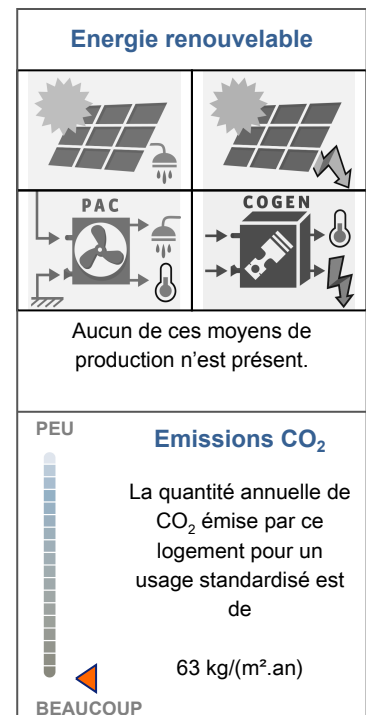 Energie renouvelable
PAC
COGEN
Aucun de ces moyens de
production n'est présent.
PEU
Emissions CO₂
La quantité annuelle de
CO₂ émise par ce
logement pour un
usage standardisé est
de
63 kg/(m².an)
BEAUCOUP